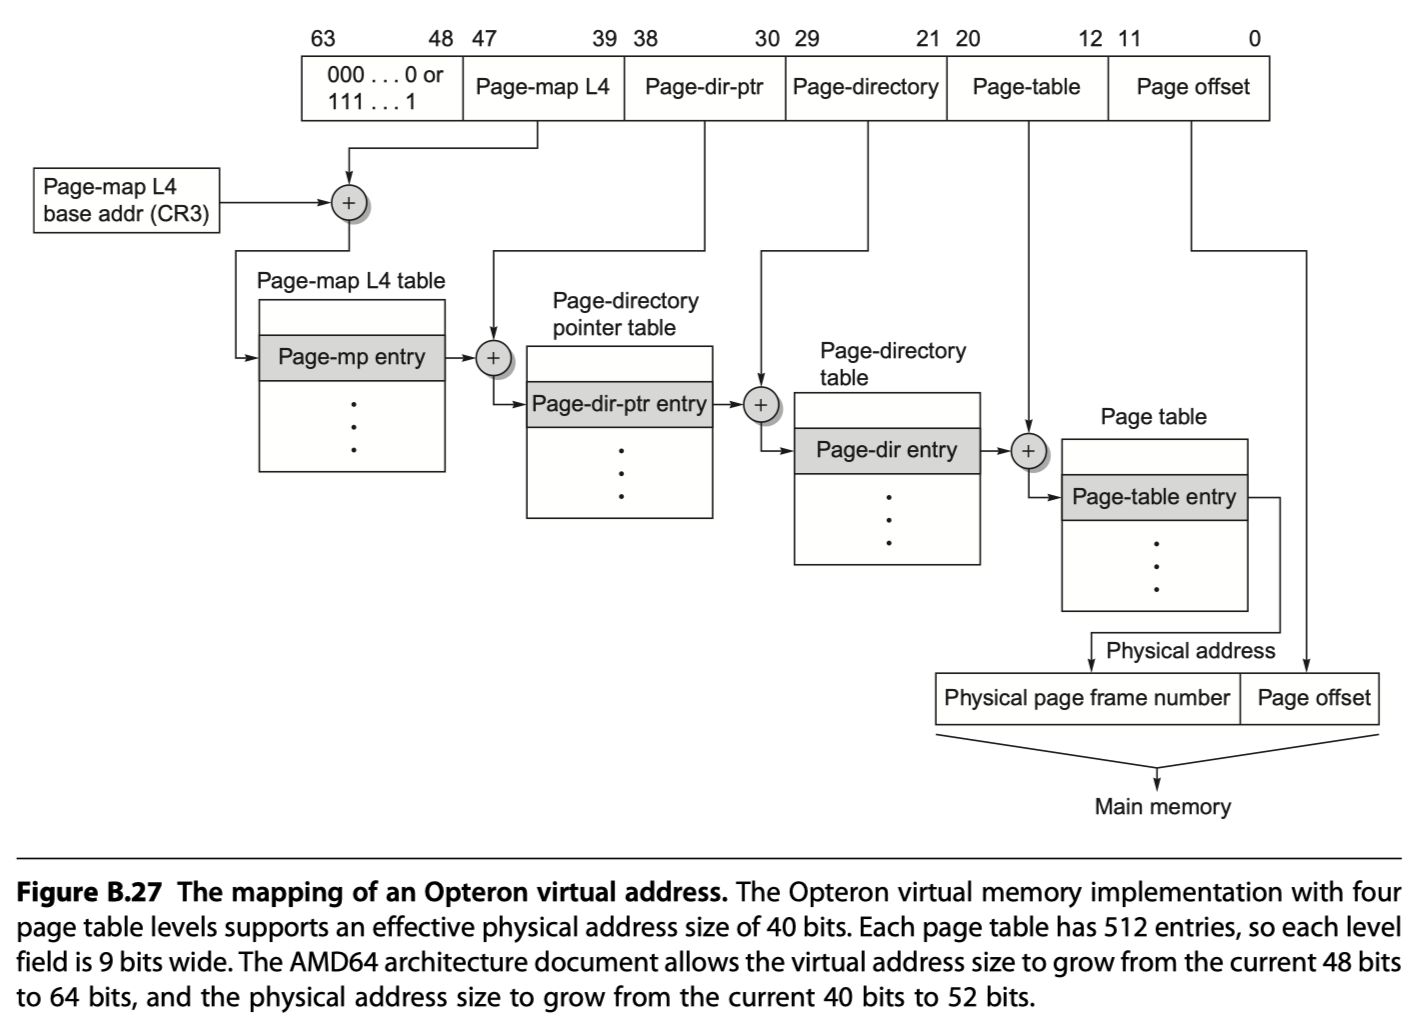 63 48 47 39 38 30 29 21 20 12 11 0
000 . . . 0 or
111 . . . 1
Page-map L4
Page-dir-ptr
Page-directory
Page-table
Page offset
Page-map L4
base addr (CR3)
+
Page-map L4 table
Page-mp entry
+
Page-directory
pointer table
Page-dir-ptr entry
+
Page-directory
table
Page-dir entry
+
Page table
Page-table entry
Physical address
Physical page frame number
Page offset
Main memory
Figure B.27 The mapping of an Opteron virtual address. The Opteron virtual memory implementation with four
page table levels supports an effective physical address size of 40 bits. Each page table has 512 entries, so each level
field is 9 bits wide. The AMD64 architecture document allows the virtual address size to grow from the current 48 bits
to 64 bits, and the physical address size to grow from the current 40 bits to 52 bits.